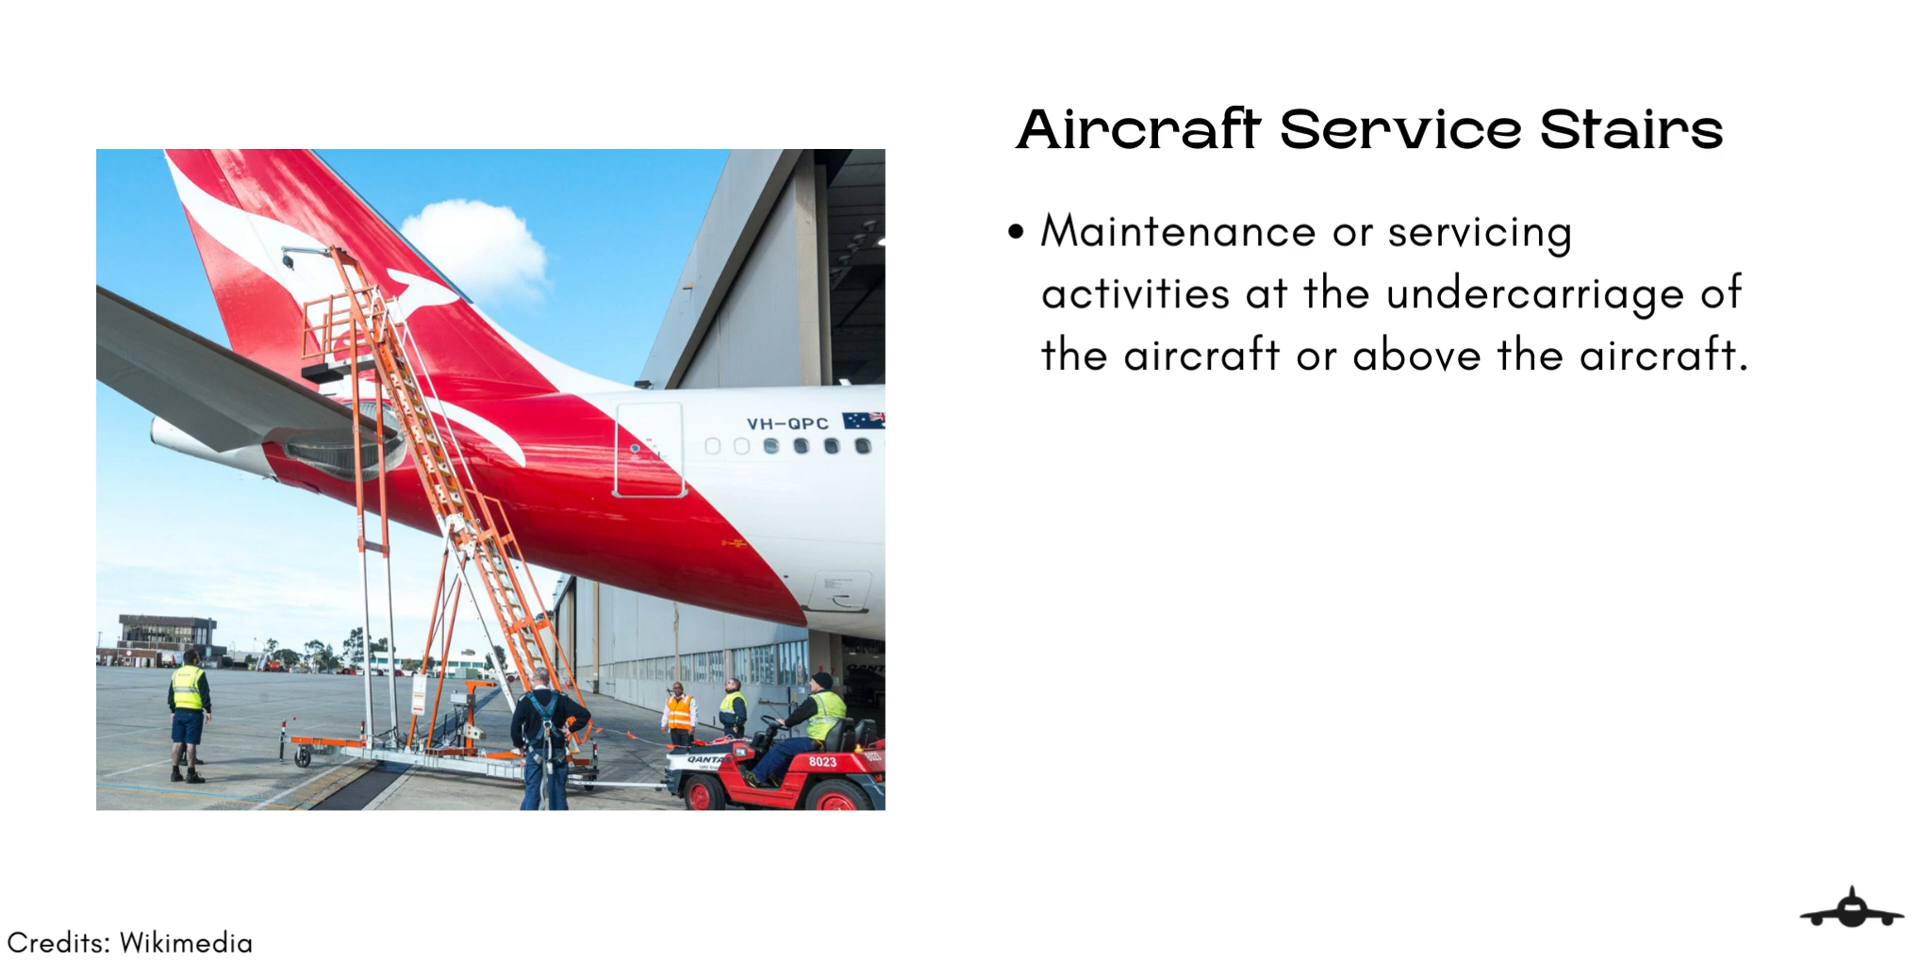 Aircraft Service Stairs
• Maintenance or servicing
activities at the undercarriage of
the aircraft or above the aircraft.
VH-QPC
QANTAS
8023
Credits: Wikimedia